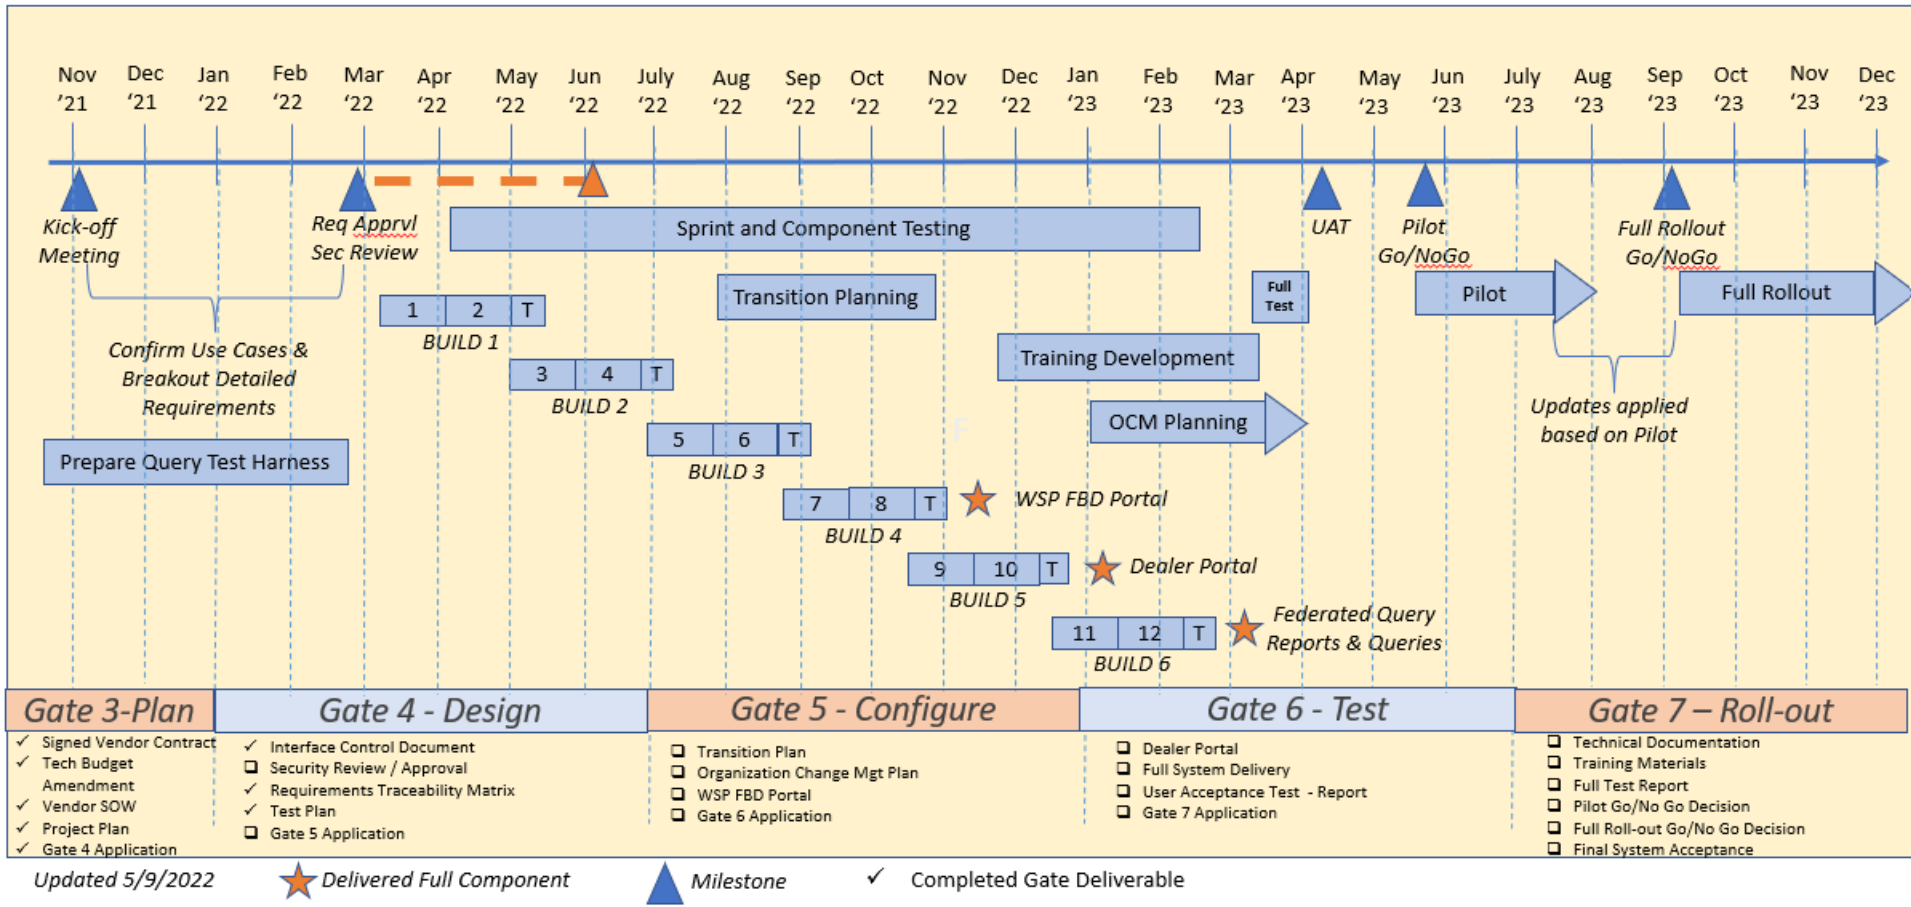 Nov Dec Jan Feb Mar Apr May Jun July Aug Sep Oct Nov Dec Jan Feb Mar Apr May Jun July Aug Sep Oct Nov Dec
‘21 ‘21 ‘22 ‘22 ‘22 ‘22 ‘22 ‘22 ‘22 ‘22 ‘22 ‘22 ‘22 ‘22 ‘23 ‘23 ‘23 ‘23 ‘23 ‘23 ‘23 ‘23 ‘23 ‘23 ‘23 ‘23
Kick-off
Meeting
Req Apprvl
Sec Review
Sprint and Component Testing
UAT
Pilot
Go/NoGo
Full Rollout
Go/NoGo
Transition Planning
Full
Test
Pilot
Full Rollout
1 2 T
BUILD 1
Confirm Use Cases &
Breakout Detailed
Requirements
Training Development
3 4 T
BUILD 2
OCM Planning
Updates applied
based on Pilot
5 6 T
BUILD 3
F
Prepare Query Test Harness
7 8 T
BUILD 4
WSP FBD Portal
9 10 T
BUILD 5
Dealer Portal
11 12 T
BUILD 6
Federated Query
Reports & Queries
Gate 3-Plan
✓ Signed Vendor Contract
✓ Tech Budget
Amendment
✓ Vendor SOW
✓ Project Plan
✓ Gate 4 Application
Gate 4 - Design
✓ Interface Control Document
❑ Security Review / Approval
✓ Requirements Traceability Matrix
✓ Test Plan
❑ Gate 5 Application
Gate 5 - Configure
❑ Transition Plan
❑ Organization Change Mgt Plan
❑ WSP FBD Portal
❑ Gate 6 Application
Gate 6 - Test
❑ Dealer Portal
❑ Full System Delivery
❑ User Acceptance Test - Report
❑ Gate 7 Application
Gate 7 – Roll-out
❑ Technical Documentation
❑ Training Materials
❑ Full Test Report
❑ Pilot Go/No Go Decision
❑ Full Roll-out Go/No Go Decision
❑ Final System Acceptance
Updated 5/9/2022
Delivered Full Component
Milestone
✓ Completed Gate Deliverable